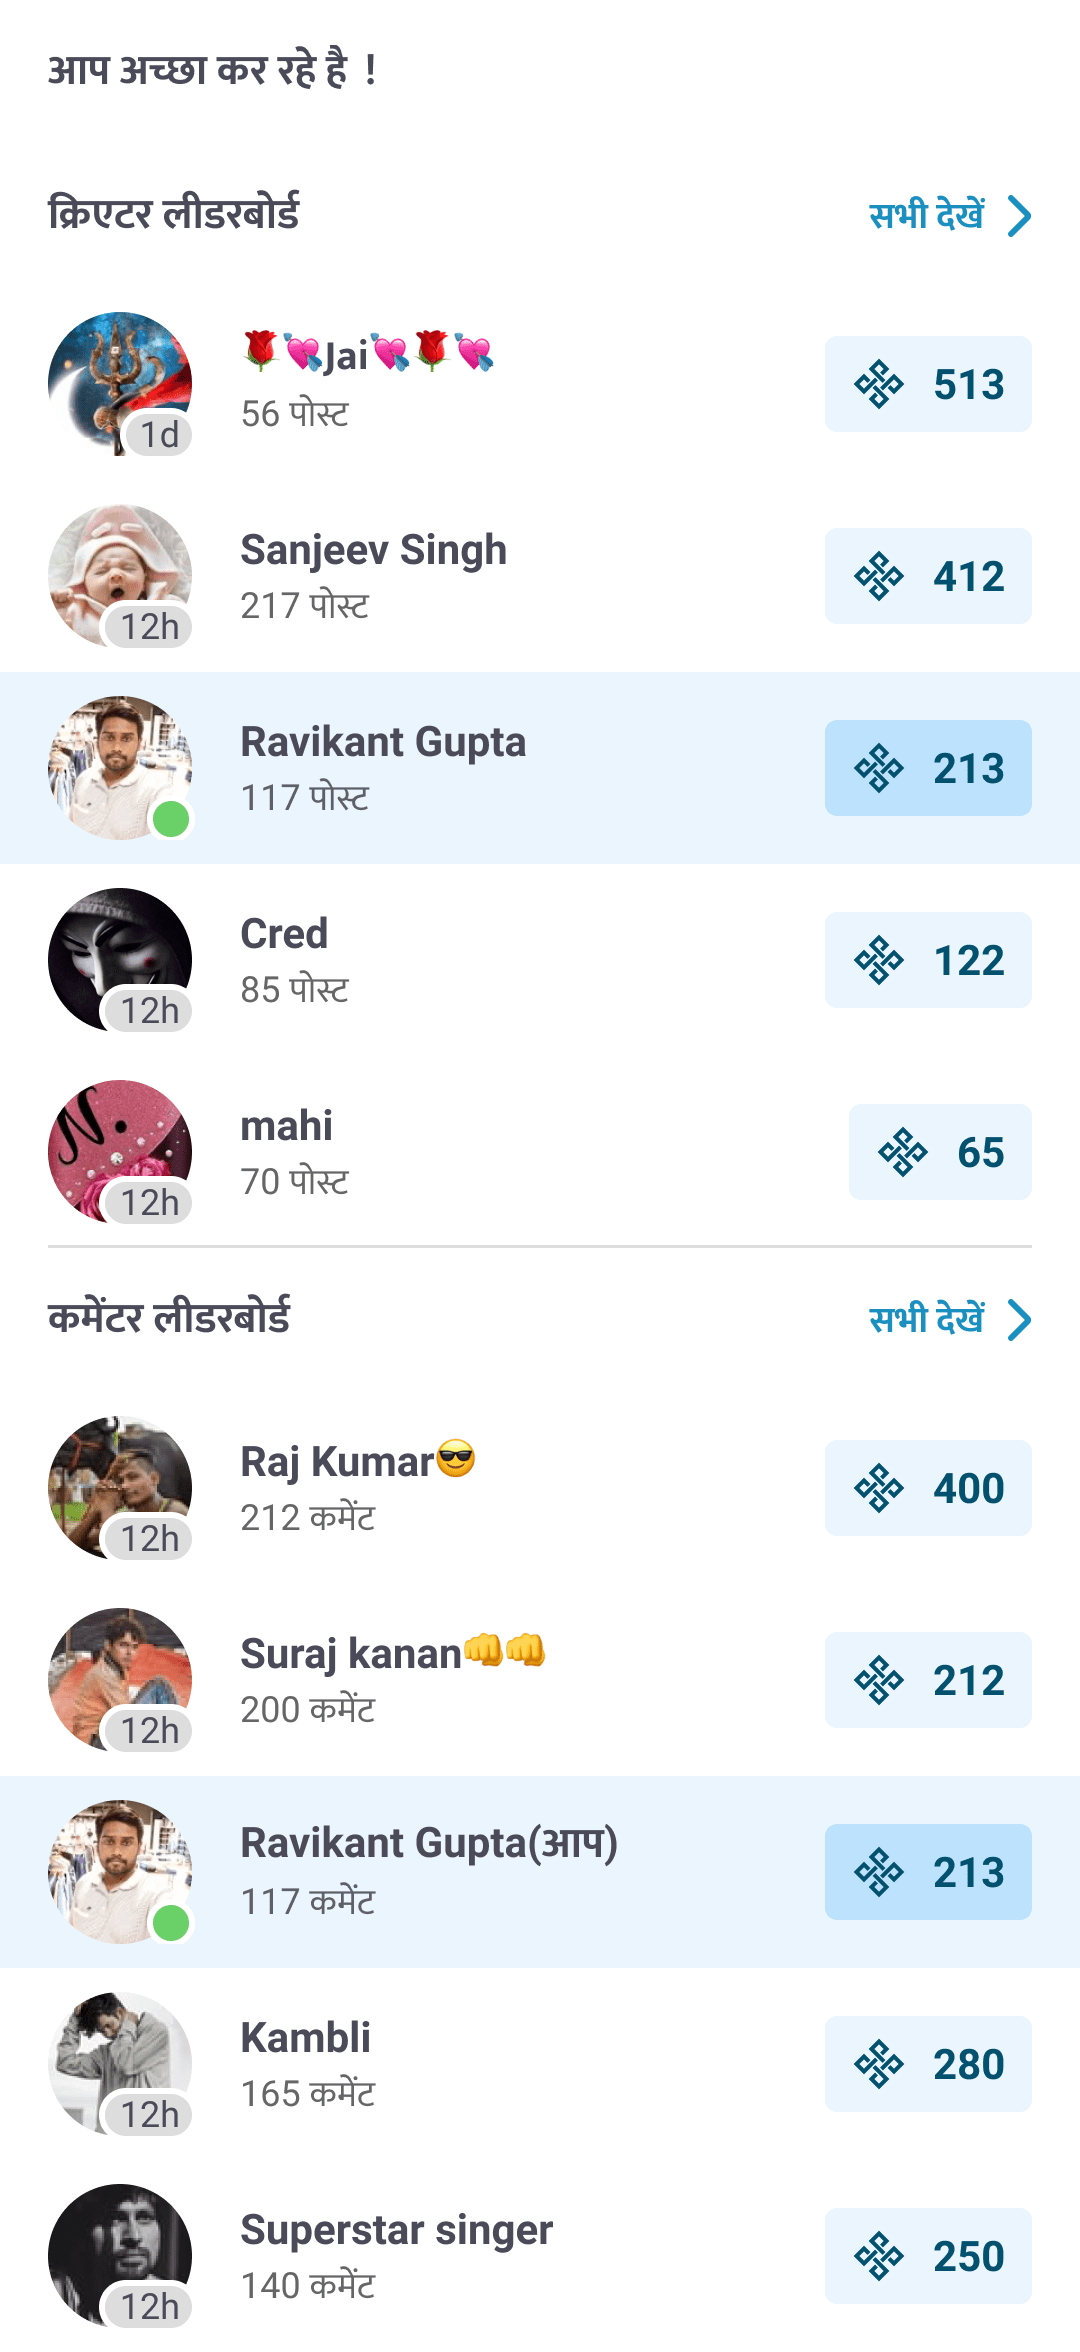 आप अच्छा कर रहे है !
क्रिएटर लीडरबोर्ड सभी देखें
🌹💘Jai💘🌹💘
56 पोस्ट
1d
513
Sanjeev Singh
217 पोस्ट
12h
412
Ravikant Gupta
117 पोस्ट
213
Cred
85 पोस्ट
12h
122
N.
mahi
70 पोस्ट
12h
65
कमेंटर लीडरबोर्ड सभी देखें
Raj Kumar😎
212 कमेंट
12h
400
Suraj kanan👊👊
200 कमेंट
12h
212
Ravikant Gupta(आप)
117 कमेंट
213
Kambli
165 कमेंट
12h
280
Superstar singer
140 कमेंट
12h
250